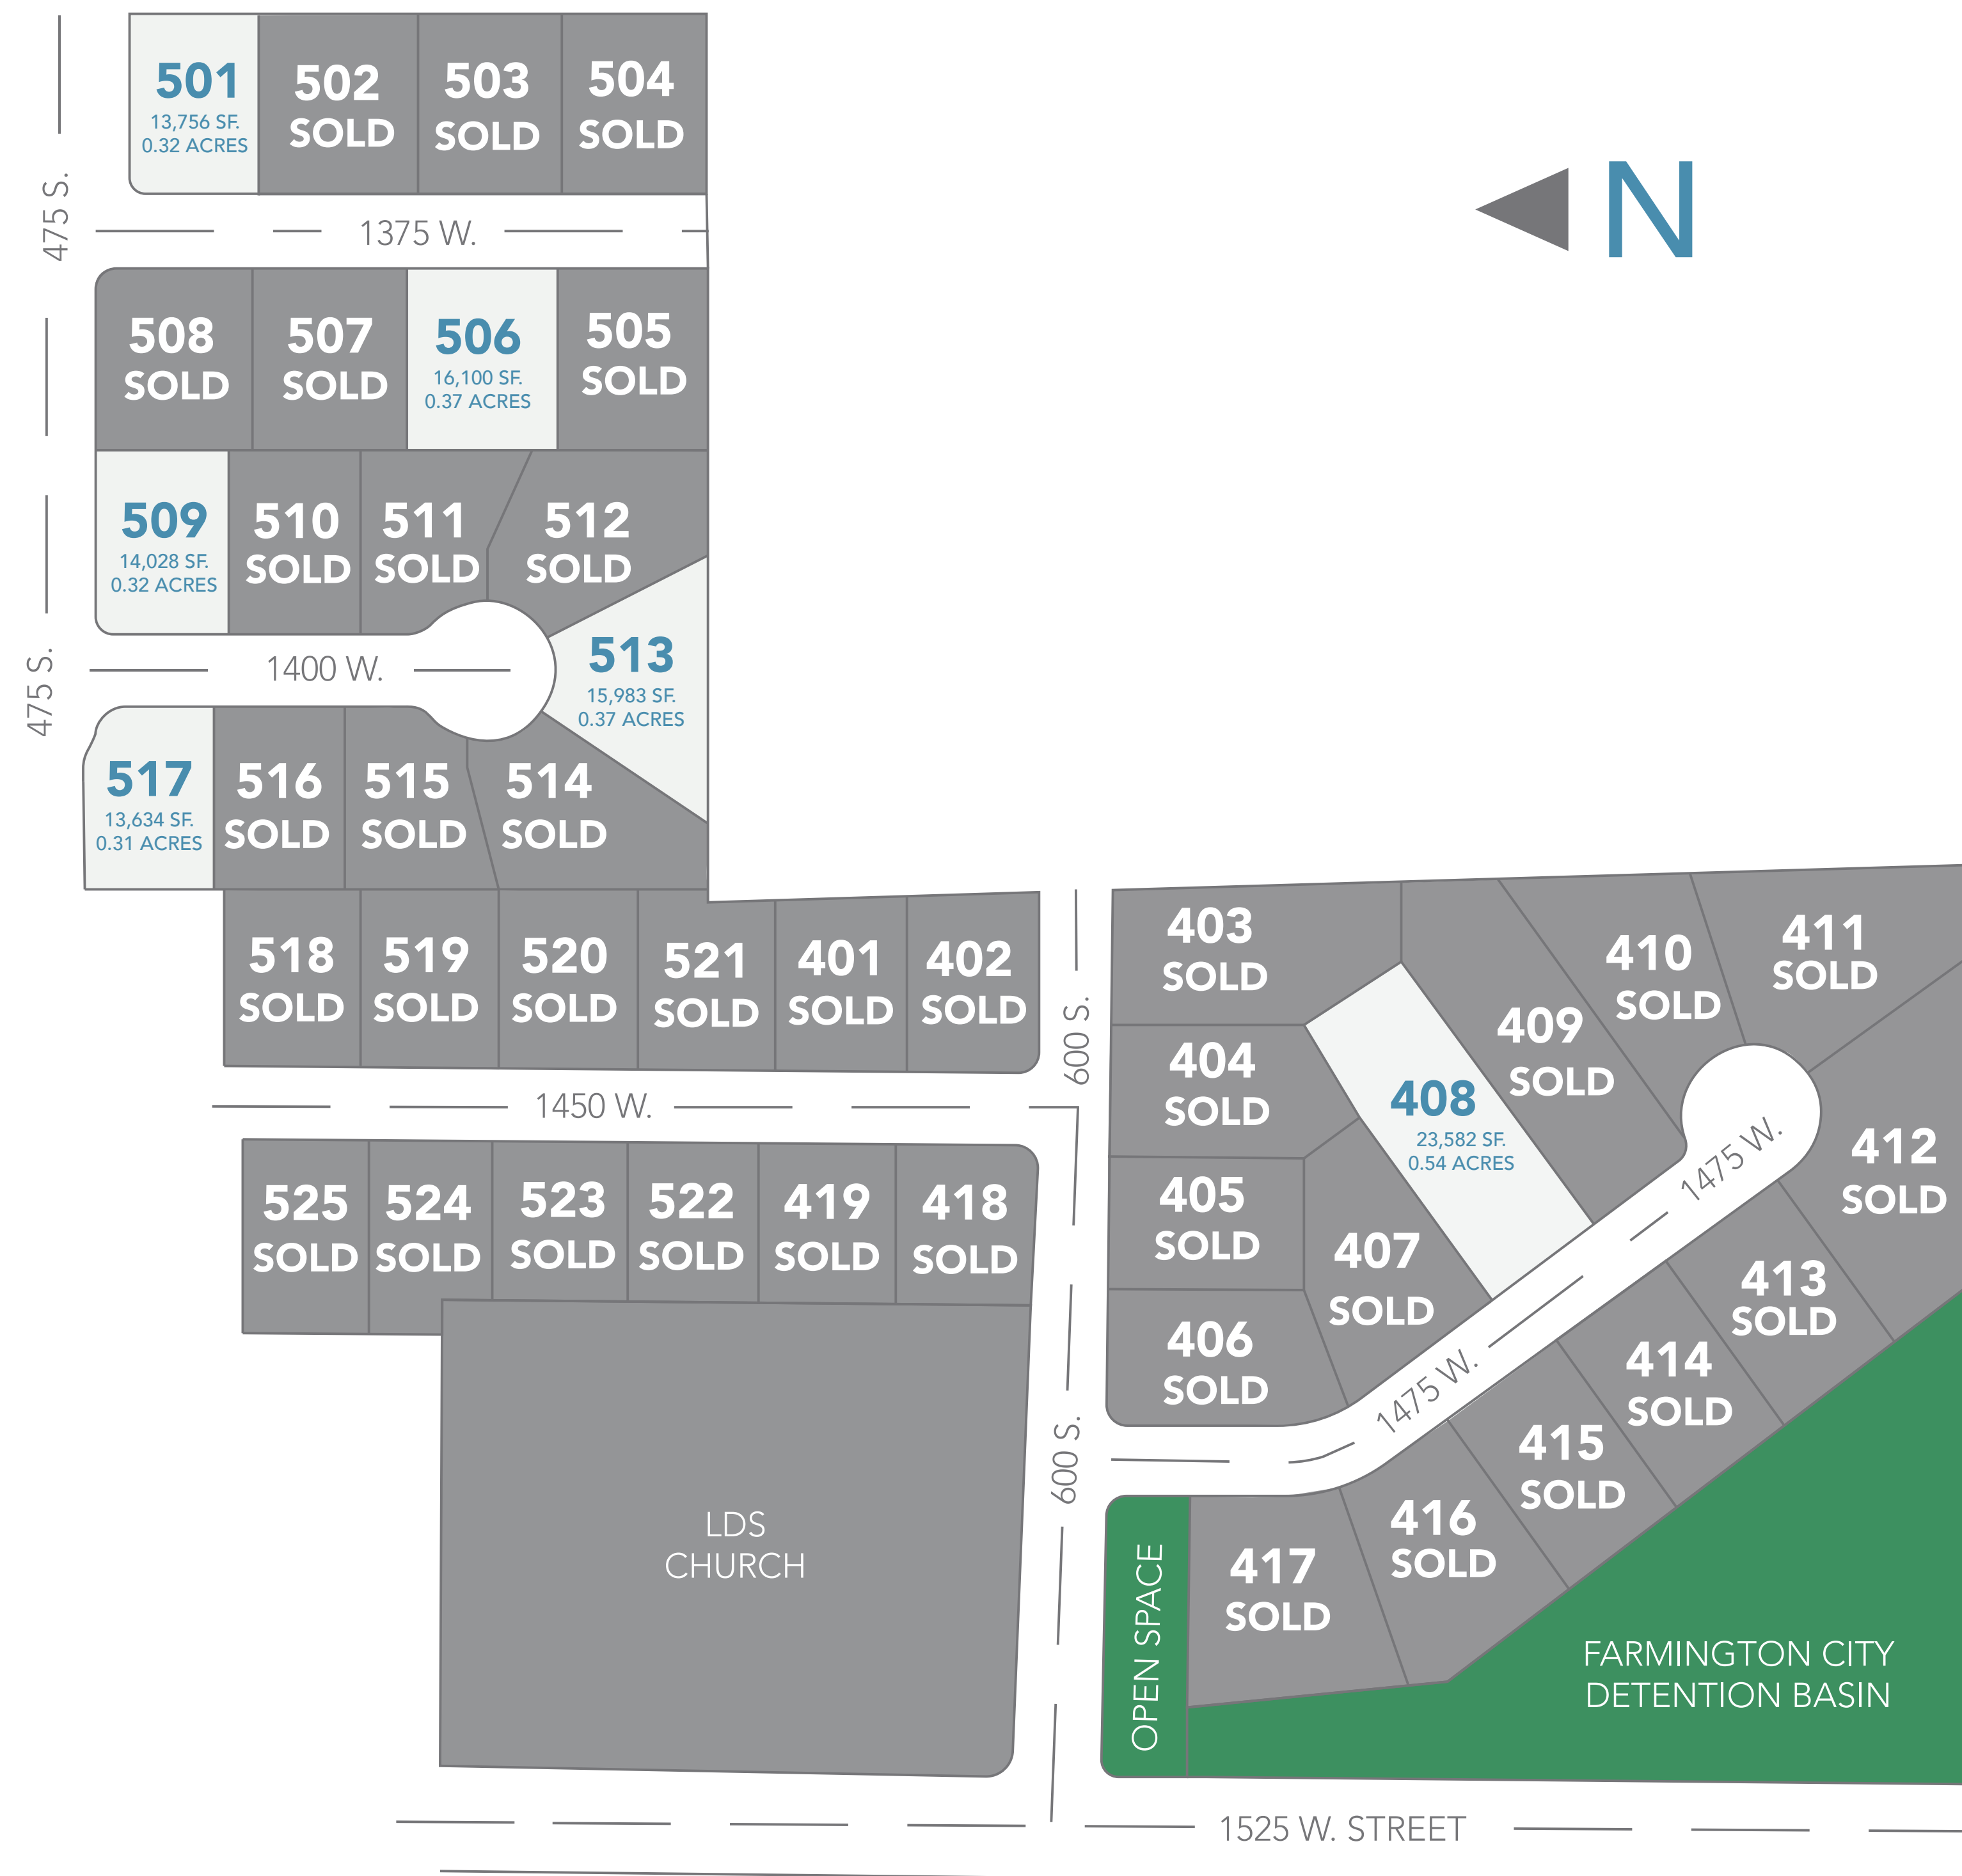 501
13,756 SF.
0.32 ACRES
502
SOLD
503
SOLD
504
SOLD
475 S.
1375 W.
N
508
SOLD
507
SOLD
506
16,100 SF.
0.37 ACRES
505
SOLD
509
14,028 SF.
0.32 ACRES
510
SOLD
511
SOLD
512
SOLD
475 S.
1400 W.
513
15,983 SF.
0.37 ACRES
517
13,634 SF.
0.31 ACRES
516
SOLD
515
SOLD
514
SOLD
518
SOLD
519
SOLD
520
SOLD
521
SOLD
401
SOLD
402
SOLD
600 S.
403
SOLD
404
SOLD
405
SOLD
406
SOLD
407
SOLD
408
23,582 SF.
0.54 ACRES
409
SOLD
410
SOLD
411
SOLD
412
SOLD
1475 W.
1450 W.
525
SOLD
524
SOLD
523
SOLD
522
SOLD
419
SOLD
418
SOLD
413
SOLD
414
SOLD
415
SOLD
416
SOLD
417
SOLD
1475 W.
600 S.
LDS
CHURCH
OPEN SPACE
FARMINGTON CITY
DETENTION BASIN
1525 W. STREET